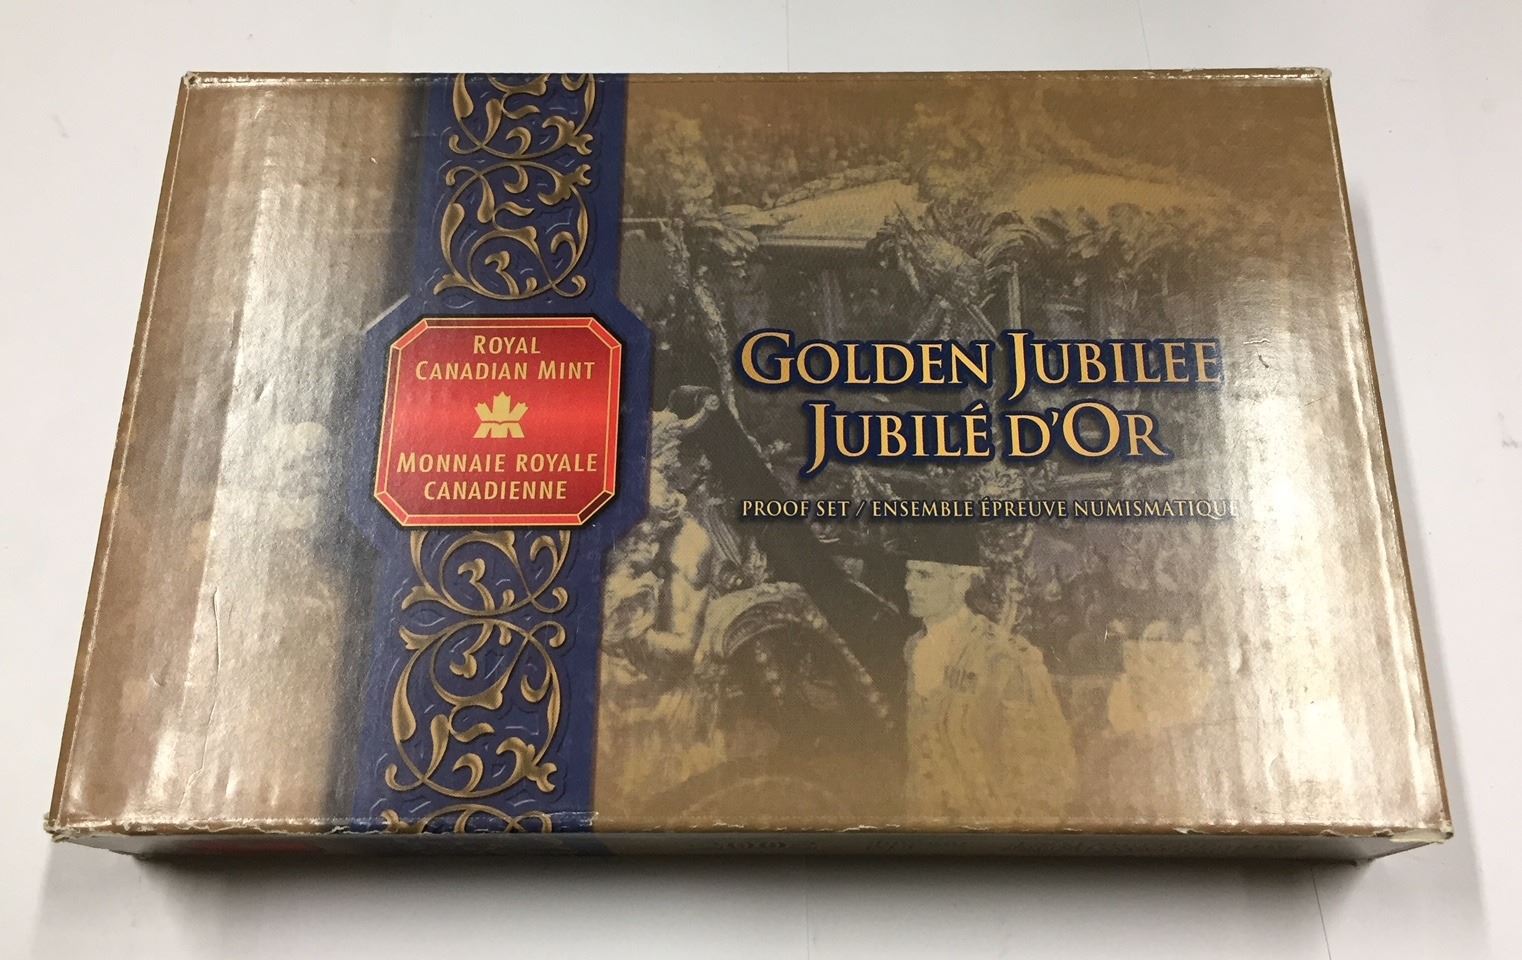 ROYAL
CANADIAN MINT
MONNAIE ROYALE
CANADIENNE
GOLDEN JUBILEE
JUBILÉ D'OR
PROOF SET / ENSEMBLE ÉPREUVE NUMISMATIQUE